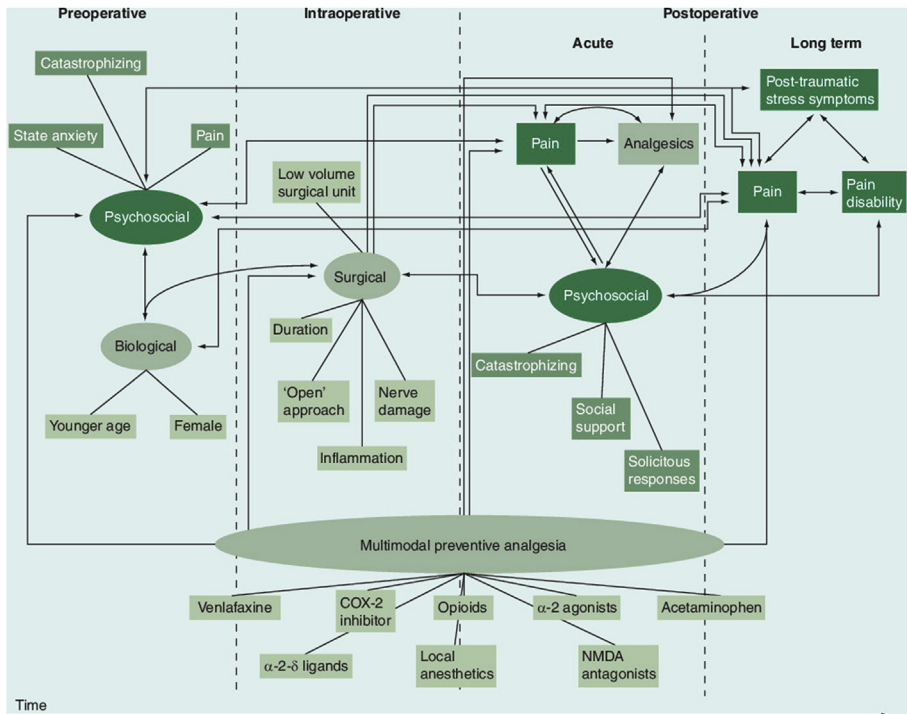 Preoperative
Intraoperative
Postoperative
Acute
Long term
Catastrophizing
State anxiety
Pain
Psychosocial
Biological
Younger age
Female
Low volume
surgical unit
Surgical
Duration
‘Open’
approach
Nerve
damage
Inflammation
Pain
Analgesics
Psychosocial
Catastrophizing
Social
support
Solicitous
responses
Post-traumatic
stress symptoms
Pain
Pain
disability
Multimodal preventive analgesia
Venlafaxine
COX-2
inhibitor
Opioids
α-2 agonists
Acetaminophen
α-2-δ ligands
Local
anesthetics
NMDA
antagonists
Time